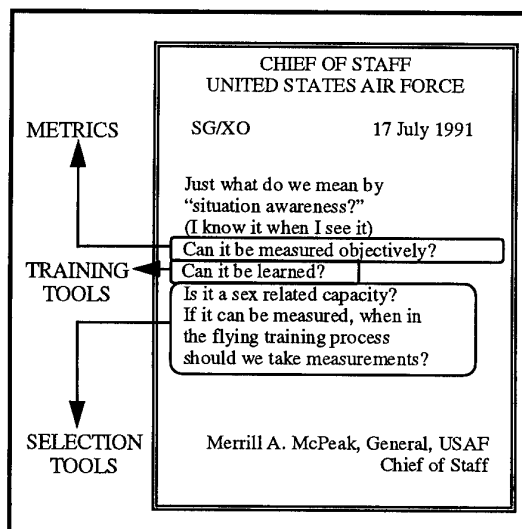 CHIEF OF STAFF
UNITED STATES AIR FORCE
METRICS
SG/XO 17 July 1991
Just what do we mean by
“situation awareness?”
(I know it when I see it)
Can it be measured objectively?
TRAINING
TOOLS
Can it be learned?
Is it a sex related capacity?
If it can be measured, when in
the flying training process
should we take measurements?
SELECTION
TOOLS
Merrill A. McPeak, General, USAF
Chief of Staff